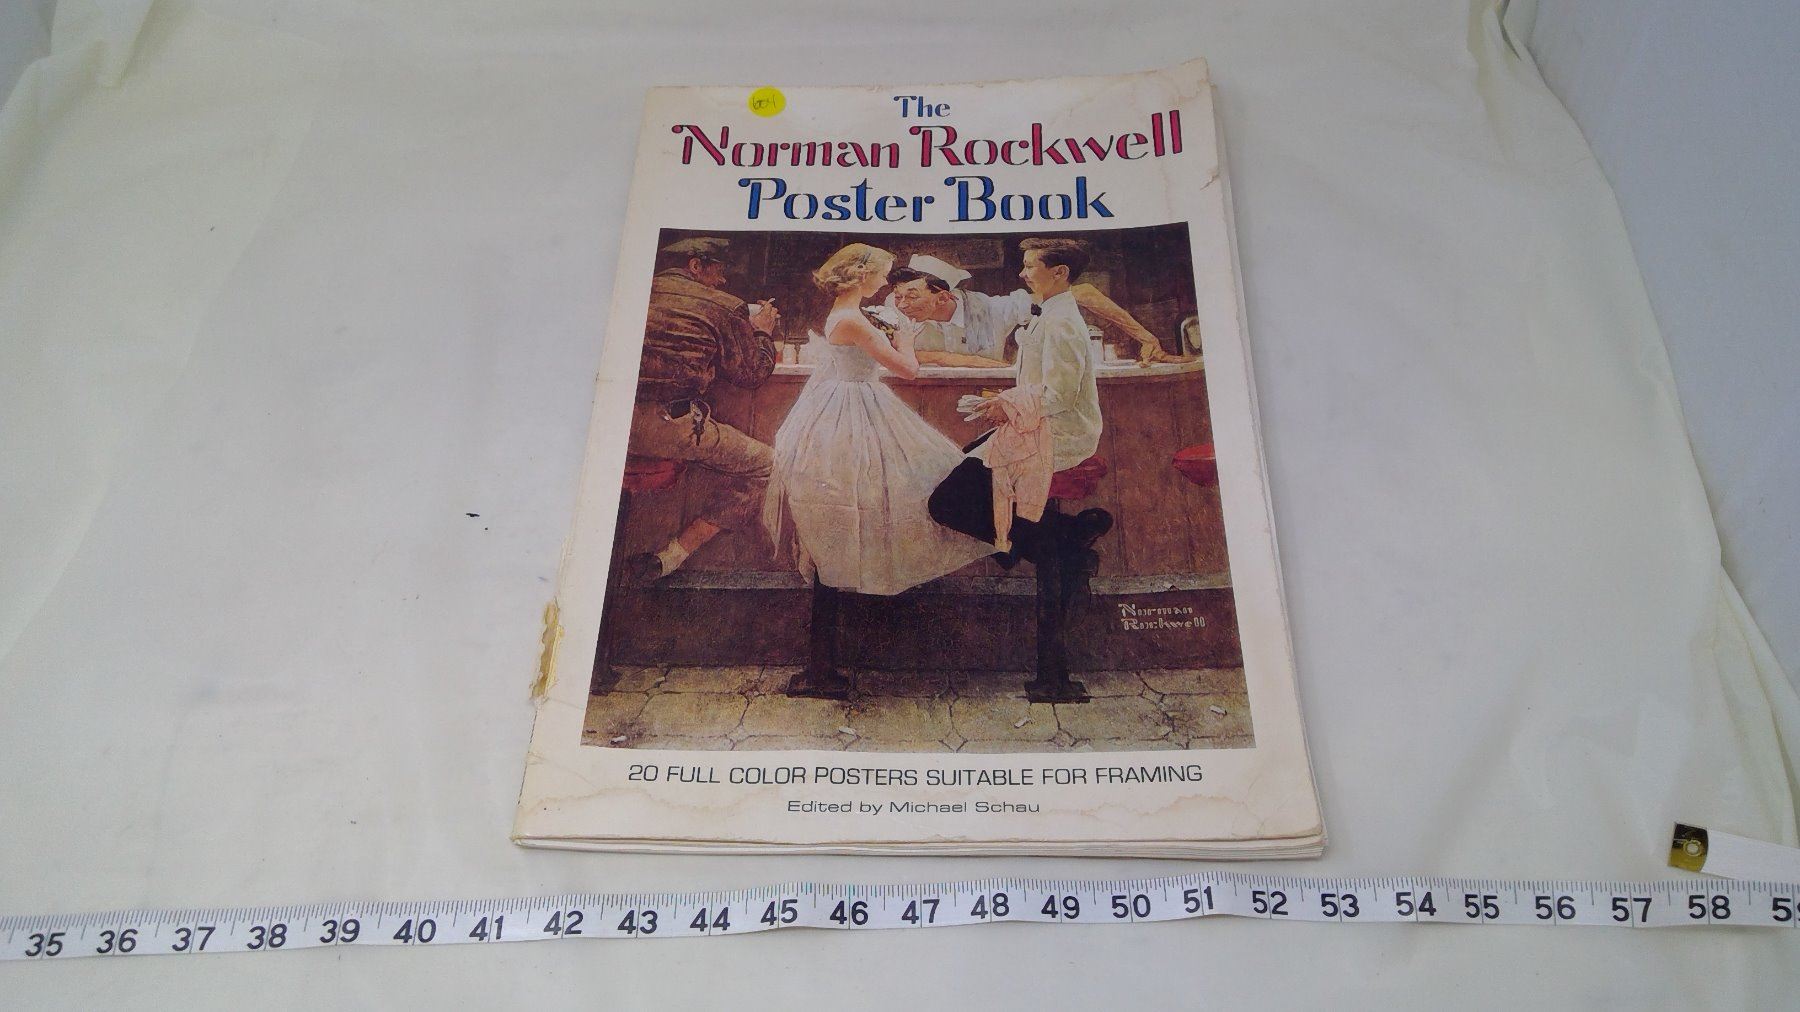 604
The
Norman Rockwell
Poster Book
Norman
Rockwell
20 FULL COLOR POSTERS SUITABLE FOR FRAMING
Edited by Michael Schau
35 36 37 38 39 40 41 42 43 44 45 46 47 48 49 50 51 52 53 54 55 56 57 58 59